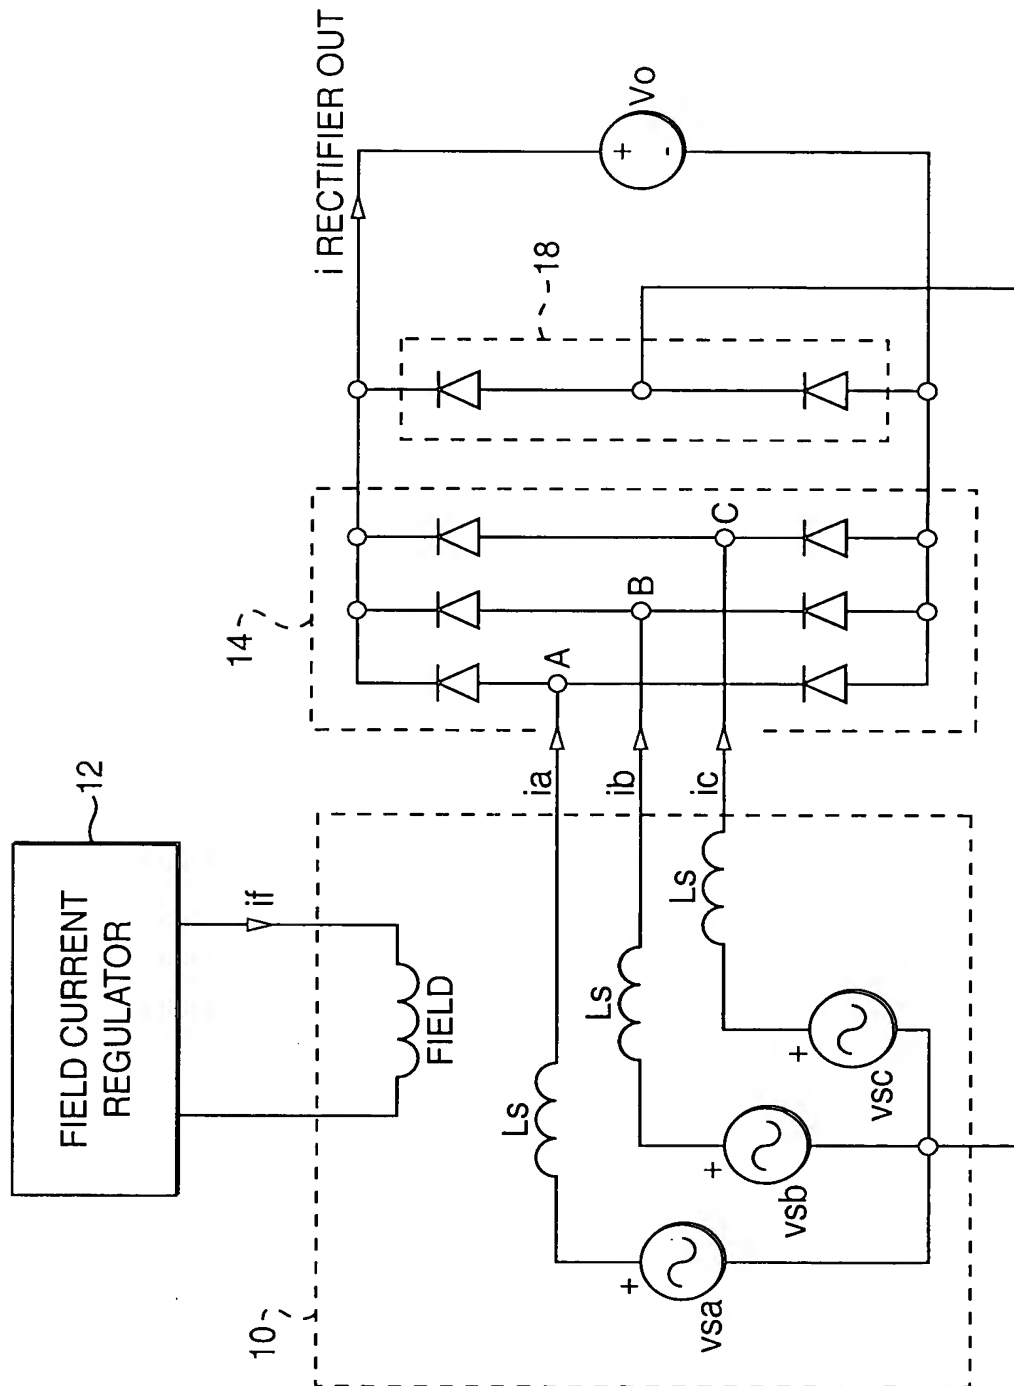 FIELD CURRENT
REGULATOR
12
if
FIELD
10
14
18
i RECTIFIER OUT
Ls
Ls
Ls
ia
ib
ic
A
B
C
+
vsa
+
vsb
+
vsc
+
-
Vo